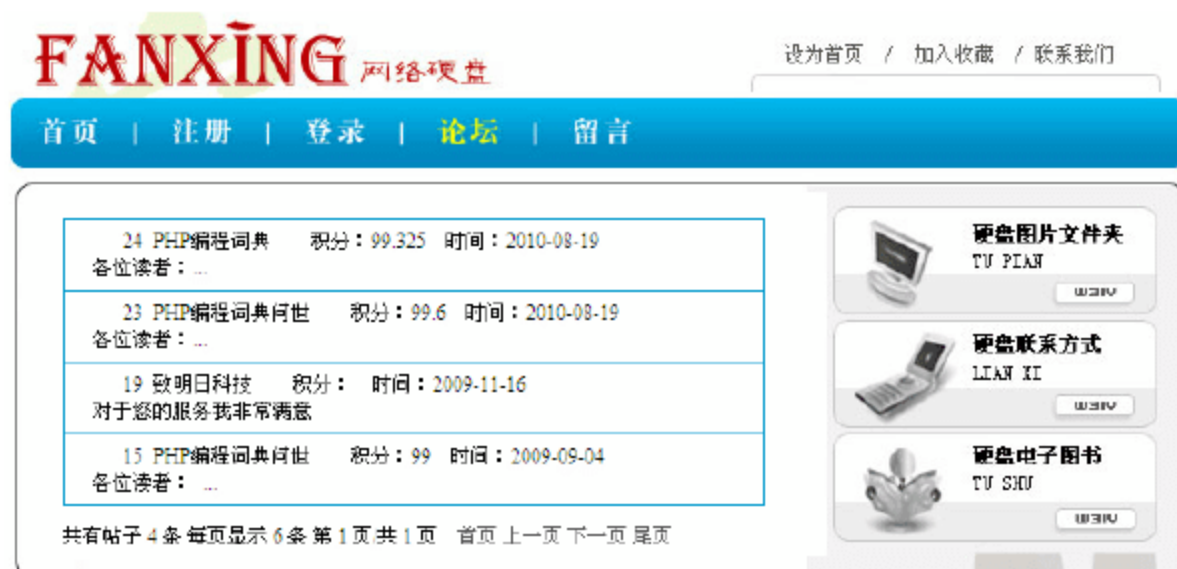 FANXING 网络硬盘
设为首页 / 加入收藏 / 联系我们
首页 | 注册 | 登录 | 论坛 | 留言
24 PHP编程词典 积分：99.325 时间：2010-08-19
各位读者： ...
23 PHP编程词典问世 积分：99.6 时间：2010-08-19
各位读者： ...
19 致明日科技 积分： 时间：2009-11-16
对于您的服务我非常满意
15 PHP编程词典问世 积分：99 时间：2009-09-04
各位读者： ...
共有帖子 4 条 每页显示 6 条 第 1 页/共 1 页 首页 上一页 下一页 尾页
硬盘图片文件夹
TU PIAN
VIEW
硬盘联系方式
LIAN XI
VIEW
硬盘电子图书
TU SHU
VIEW